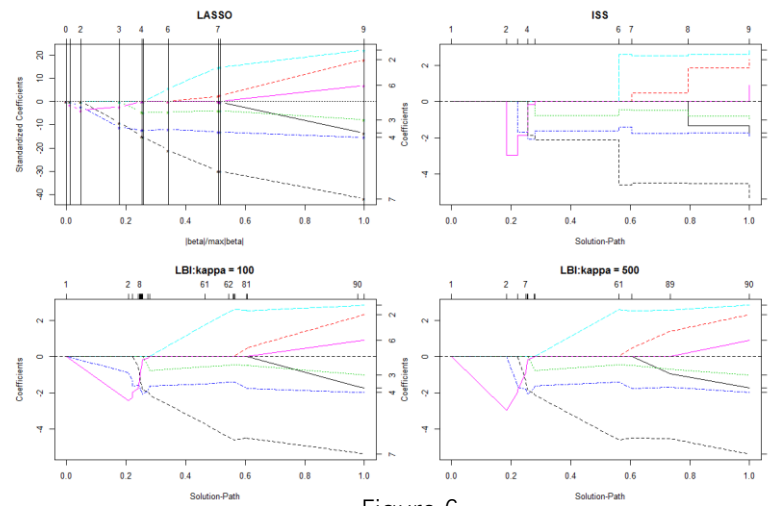 LASSO
0 2 3 4 6 7 9
Standardized Coefficients
20
10
0
-10
-20
-30
-40
2
6
3
4
7
0.0 0.2 0.4 0.6 0.8 1.0
|beta|/max|beta|
ISS
1 2 4 6 7 8 9
Coefficients
2
0
-2
-4
0.0 0.2 0.4 0.6 0.8 1.0
Solution-Path
LBI:kappa = 100
1 2 8 61 62 81 90
Coefficients
2
0
-2
-4
2
6
3
4
7
0.0 0.2 0.4 0.6 0.8 1.0
Solution-Path
LBI:kappa = 500
1 2 7 61 89 90
Coefficients
2
0
-2
-4
0.0 0.2 0.4 0.6 0.8 1.0
Solution-Path